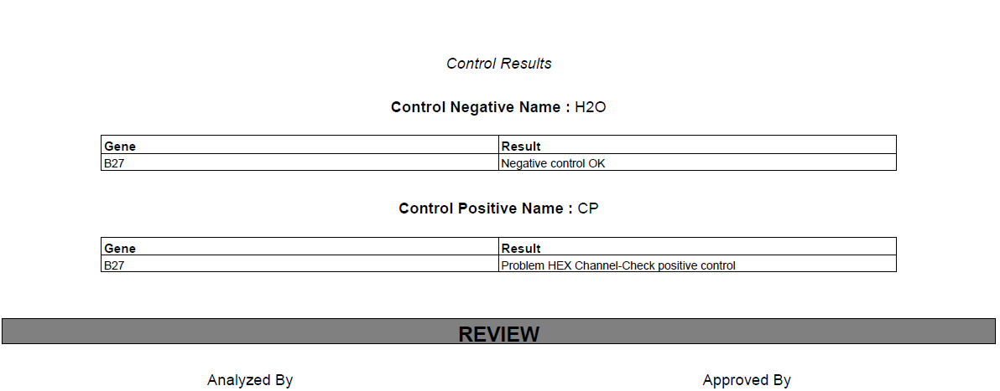 Control Results
Control Negative Name : H2O
Gene Result
B27 Negative control OK
Control Positive Name : CP
Gene Result
B27 Problem HEX Channel-Check positive control
REVIEW
Analyzed By Approved By